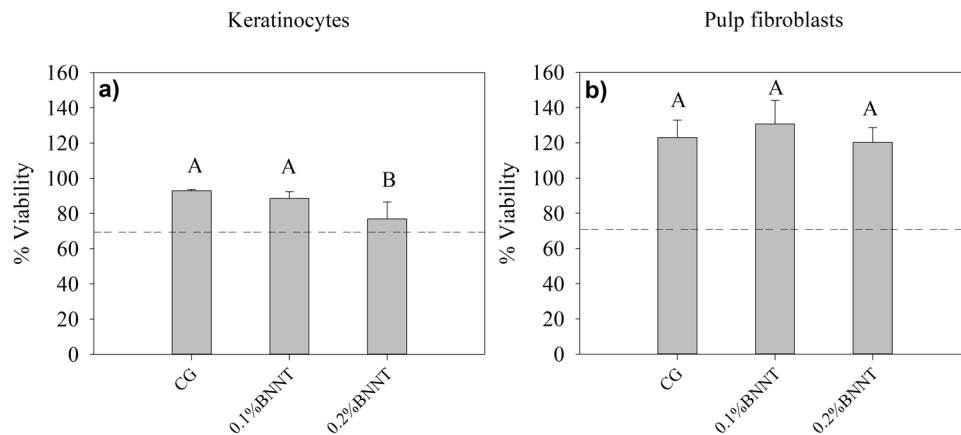 Keratinocytes
Pulp fibroblasts
a)
160
140
120
100
80
60
40
20
0
% Viability
A
A
B
CG
0.1%BNNT
0.2%BNNT
b)
160
140
120
100
80
60
40
20
0
% Viability
A
A
A
CG
0.1%BNNT
0.2%BNNT